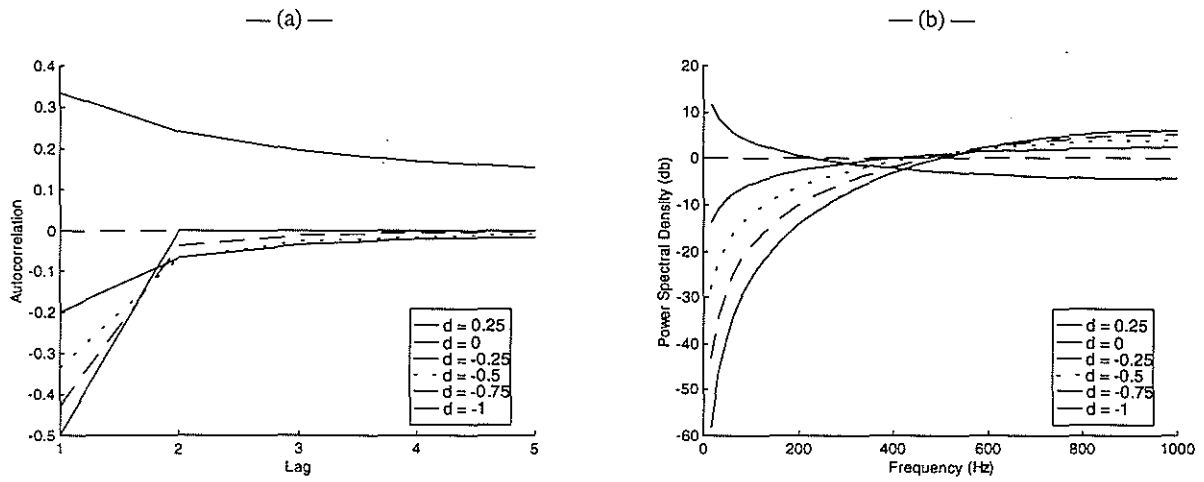 — (a) —
0.4
0.3
0.2
0.1
0
-0.1
-0.2
-0.3
-0.4
-0.5
Autocorrelation
1
2
3
4
5
Lag
d = 0.25
d = 0
d = -0.25
d = -0.5
d = -0.75
d = -1
— (b) —
20
10
0
-10
-20
-30
-40
-50
-60
Power Spectral Density (db)
0
200
400
600
800
1000
Frequency (Hz)
d = 0.25
d = 0
d = -0.25
d = -0.5
d = -0.75
d = -1